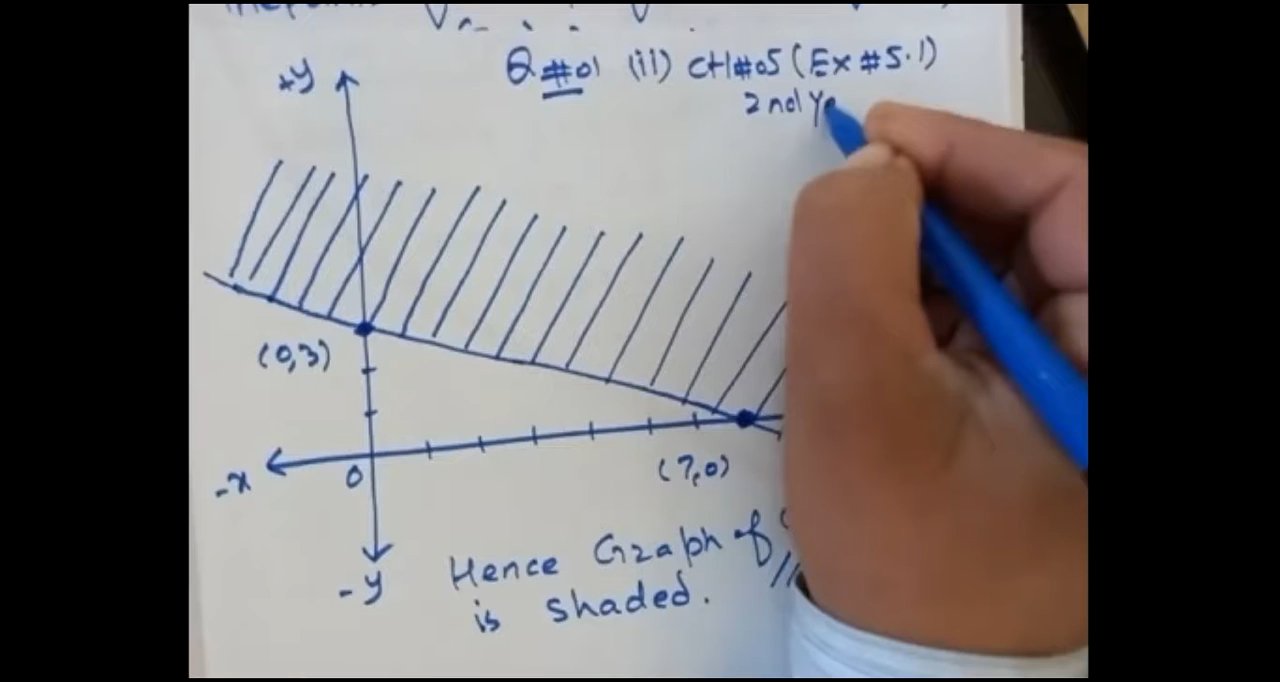 Q #01 (ii) CH#05 (Ex #5.1)
2nd Ye
+y
(0,3)
-x
0
(7,0)
-y
Hence Graph of
is shaded.